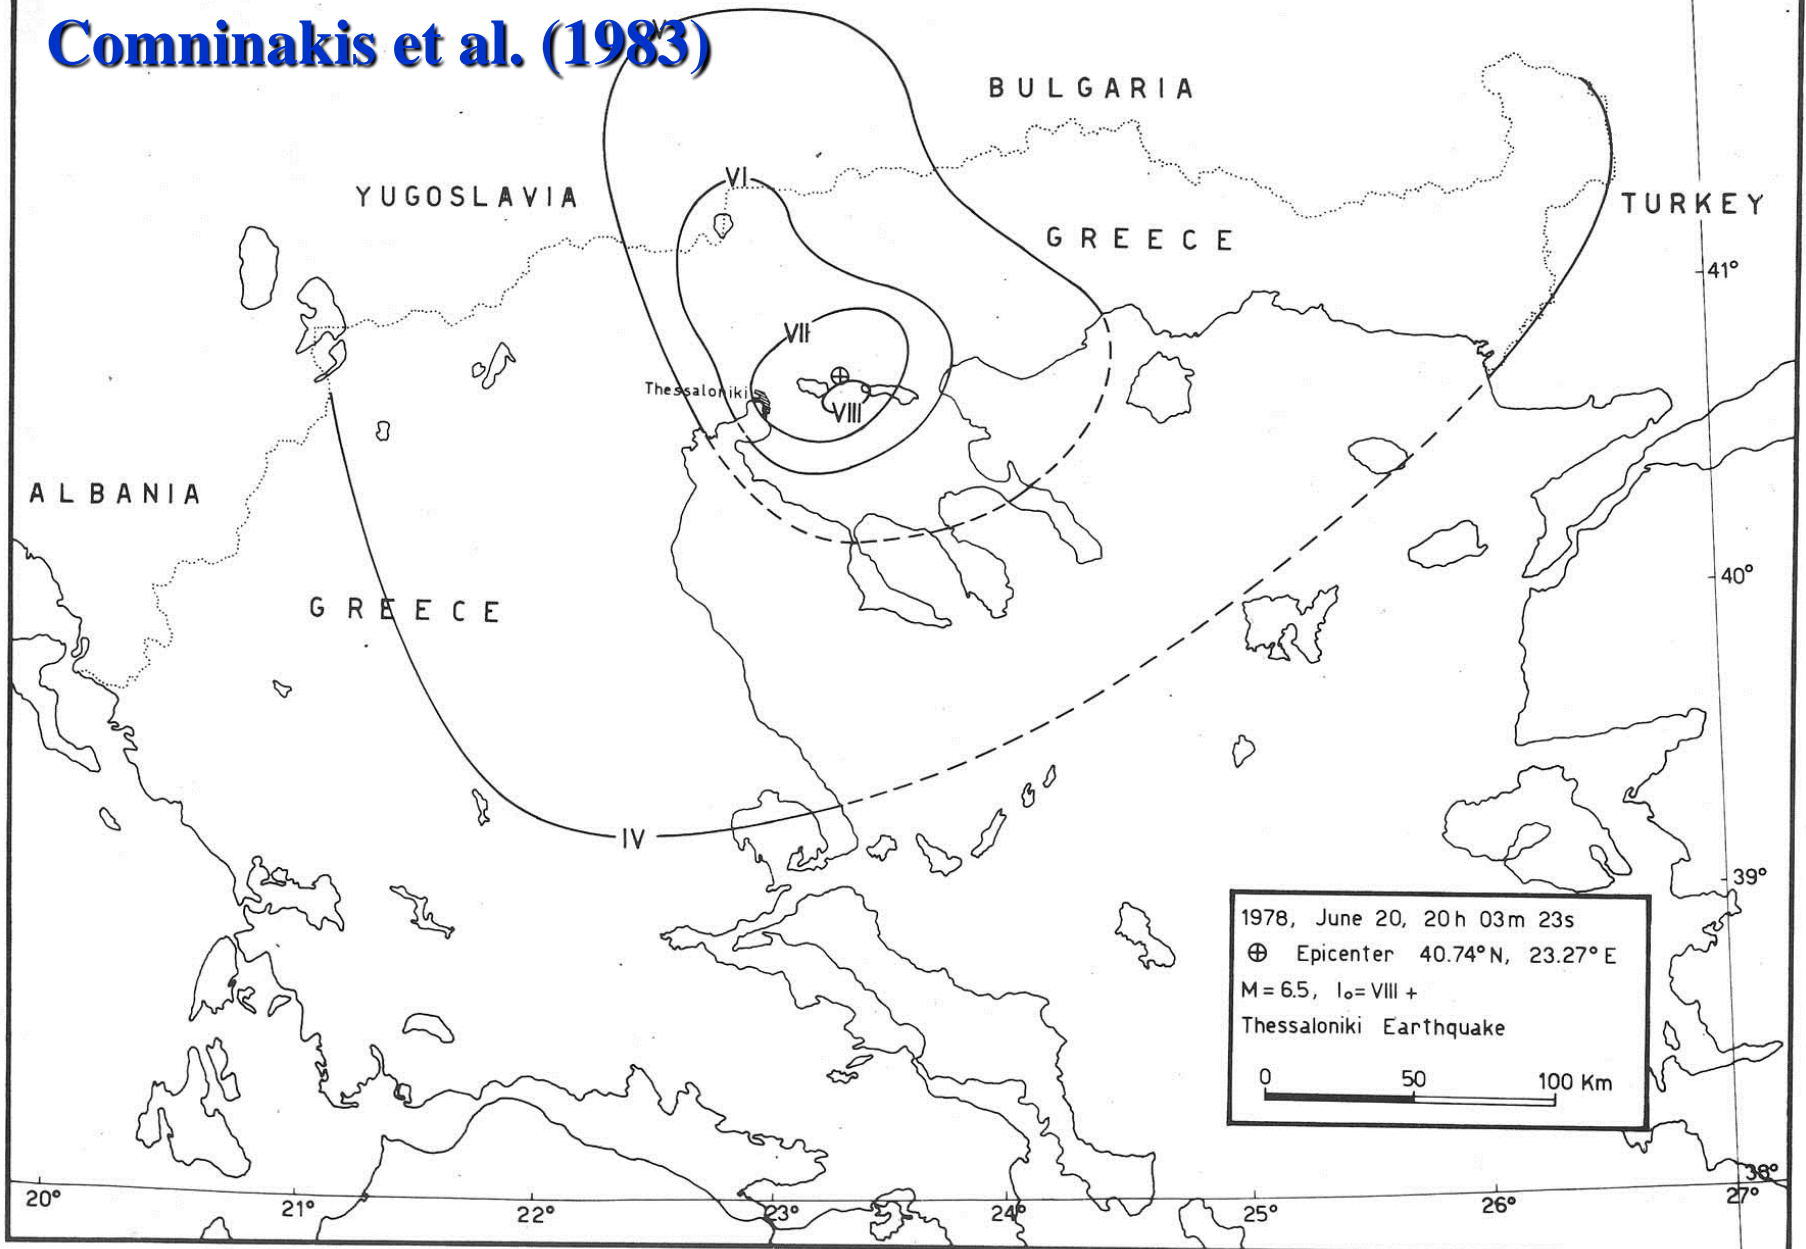 Comninakis et al. (1983)
V
BULGARIA
VI
YUGOSLAVIA
TURKEY
GREECE
41°
VII
Thessaloniki
VIII
ALBANIA
40°
GREECE
IV
39°
1978, June 20, 20h 03m 23s
⊕ Epicenter 40.74°N, 23.27°E
M = 6.5, Io= VIII +
Thessaloniki Earthquake
0 50 100 Km
38°
20° 21° 22° 23° 24° 25° 26° 27°